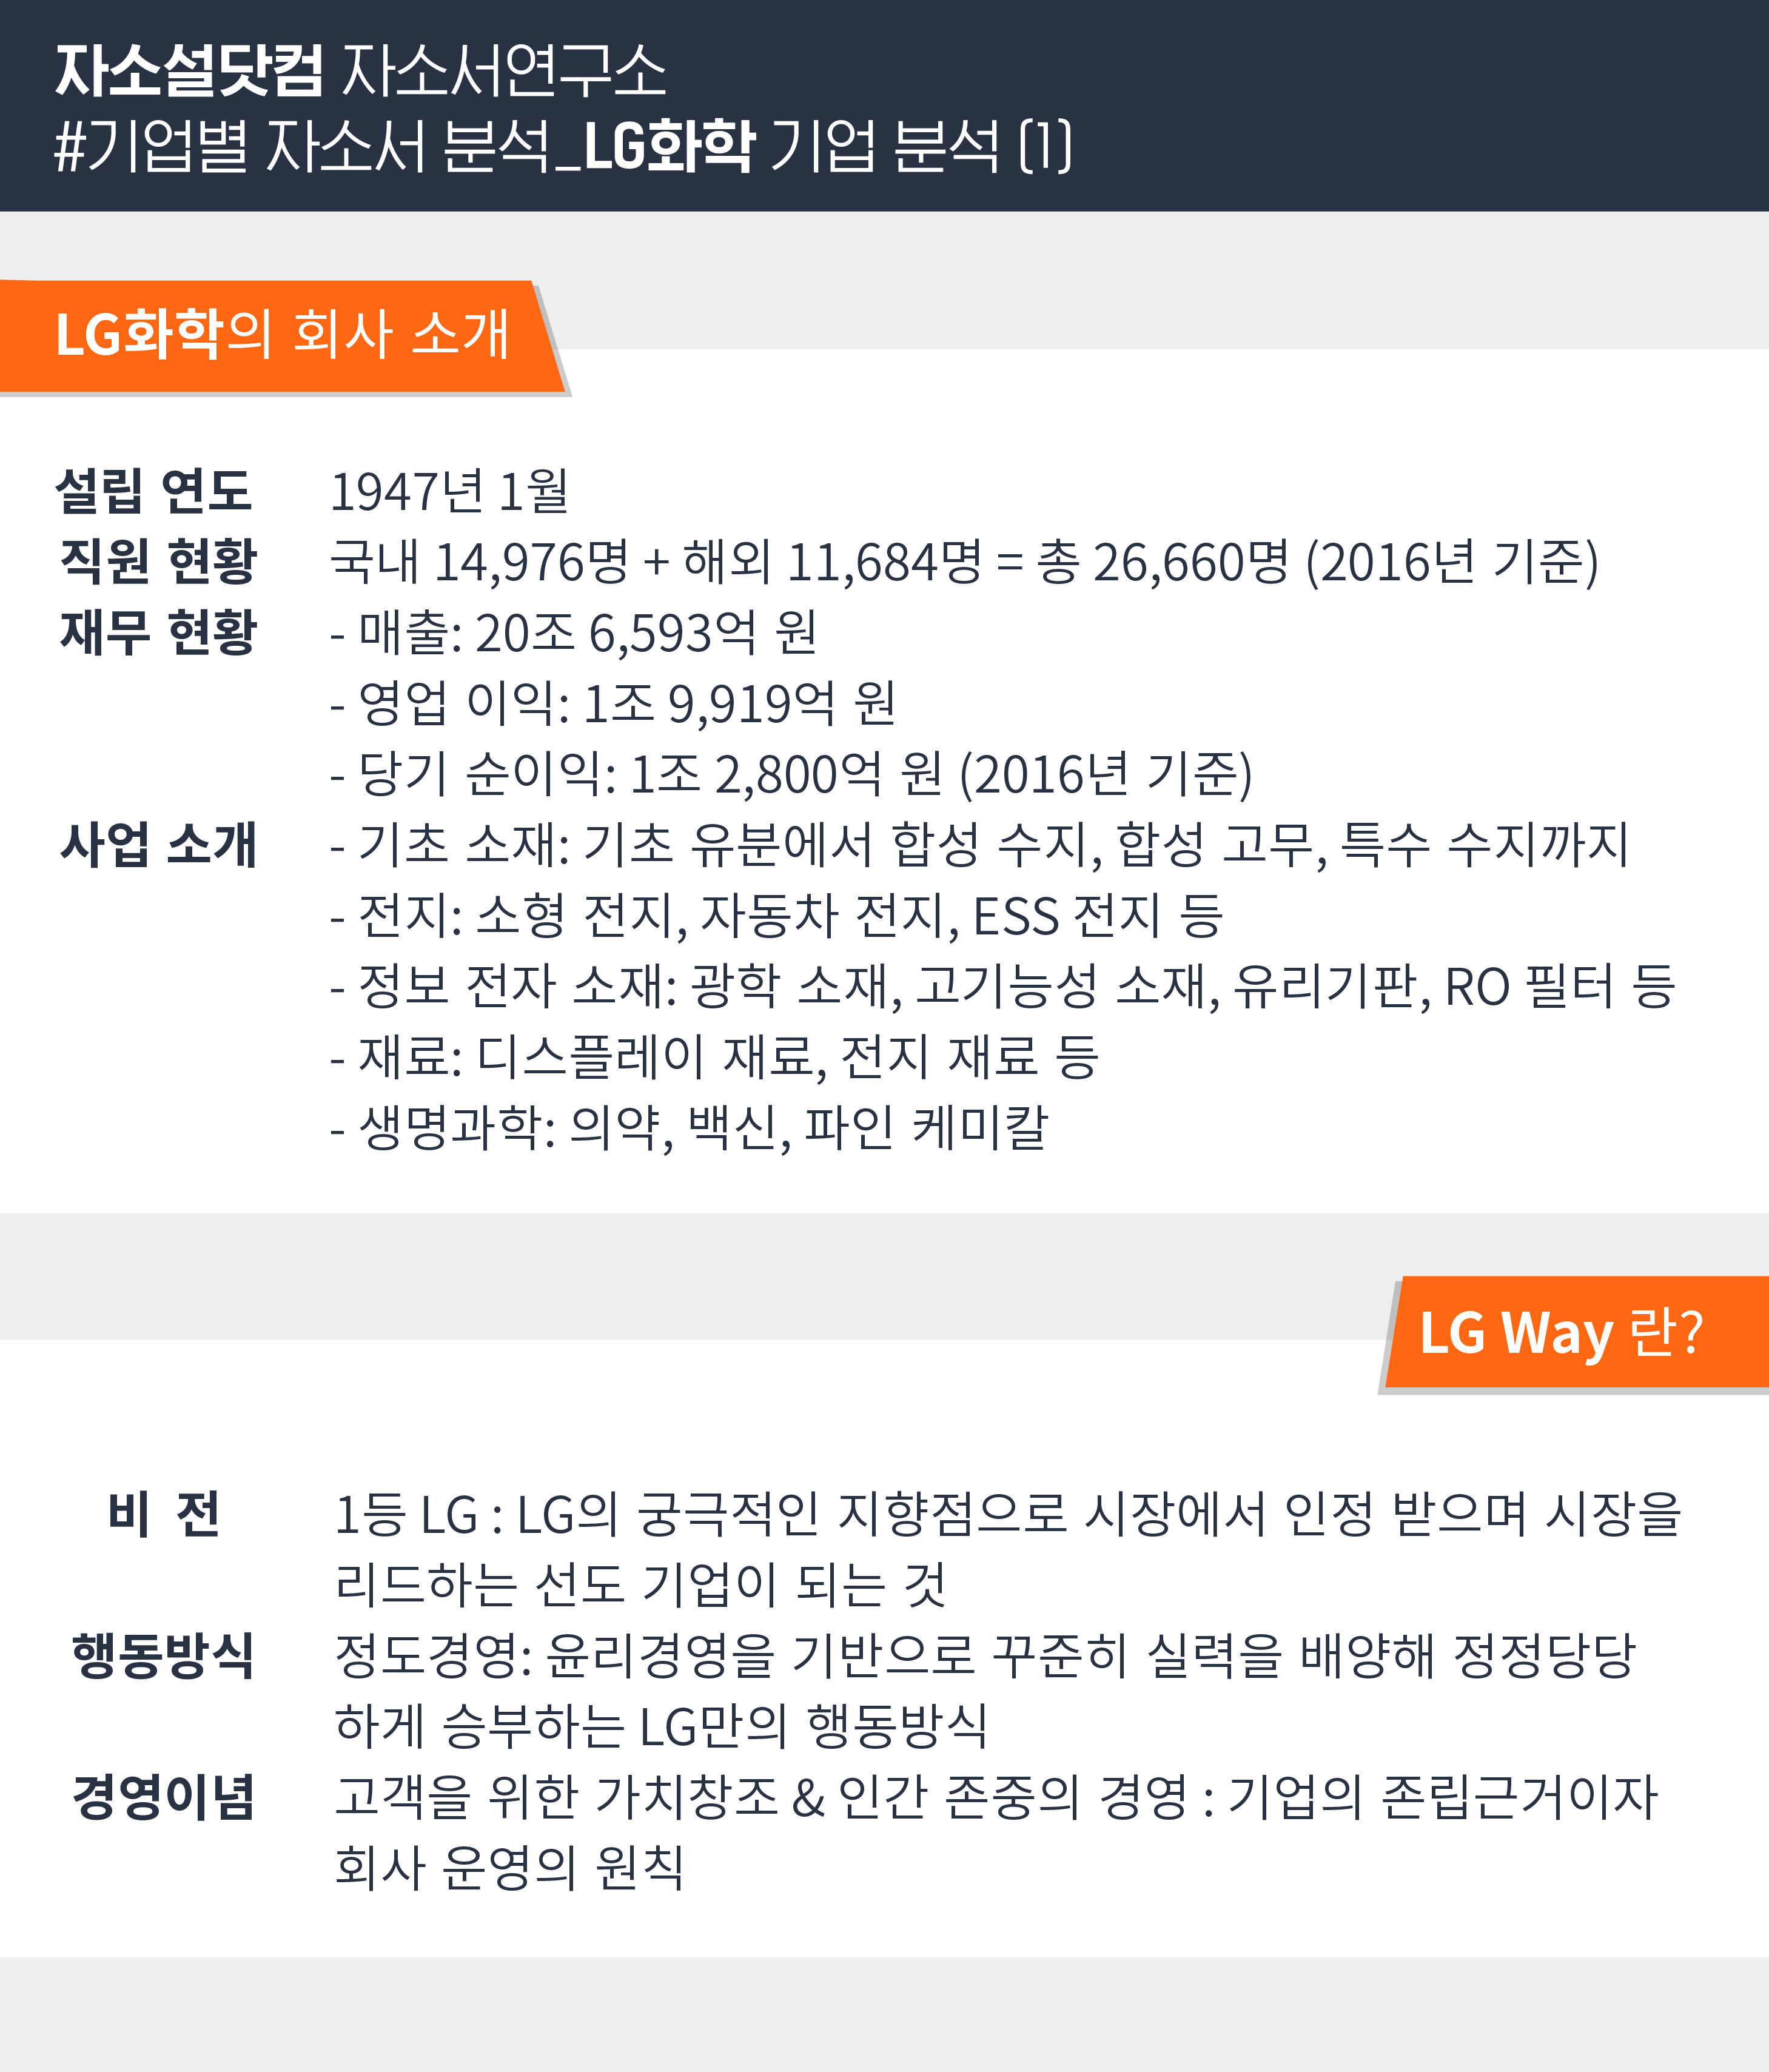 자소설닷컴 자소서연구소
#기업별 자소서 분석_LG화학 기업 분석 (1)
LG화학의 회사 소개
설립 연도 1947년 1월
직원 현황 국내 14,976명 + 해외 11,684명 = 총 26,660명 (2016년 기준)
재무 현황 - 매출: 20조 6,593억 원
- 영업 이익: 1조 9,919억 원
- 당기 순이익: 1조 2,800억 원 (2016년 기준)
사업 소개 - 기초 소재: 기초 유분에서 합성 수지, 합성 고무, 특수 수지까지
- 전지: 소형 전지, 자동차 전지, ESS 전지 등
- 정보 전자 소재: 광학 소재, 고기능성 소재, 유리기판, RO 필터 등
- 재료: 디스플레이 재료, 전지 재료 등
- 생명과학: 의약, 백신, 파인 케미칼
LG Way 란?
비 전 1등 LG : LG의 궁극적인 지향점으로 시장에서 인정 받으며 시장을
리드하는 선도 기업이 되는 것
행동방식 정도경영: 윤리경영을 기반으로 꾸준히 실력을 배양해 정정당당
하게 승부하는 LG만의 행동방식
경영이념 고객을 위한 가치창조 & 인간 존중의 경영 : 기업의 존립근거이자
회사 운영의 원칙